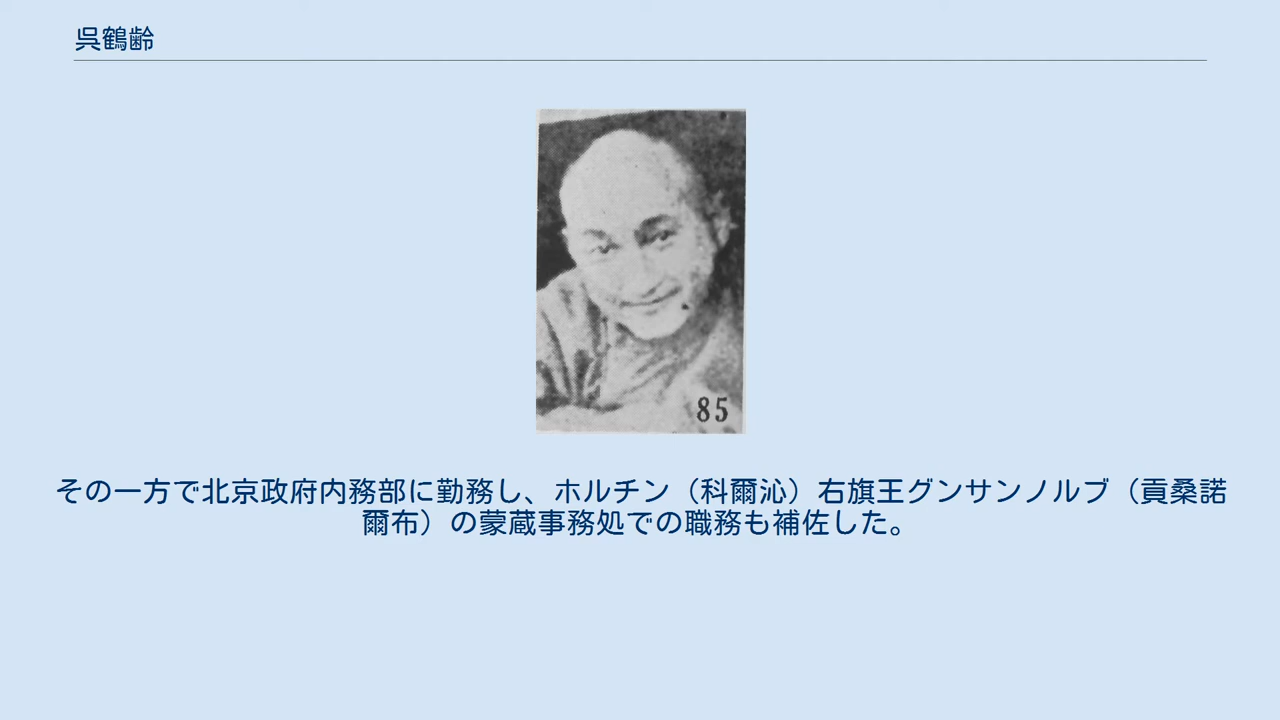 呉鶴齢
85
その一方で北京政府内務部に勤務し、ホルチン（科爾沁）右旗王グンサンノルブ（貢桑諾
爾布）の蒙蔵事務処での職務も補佐した。